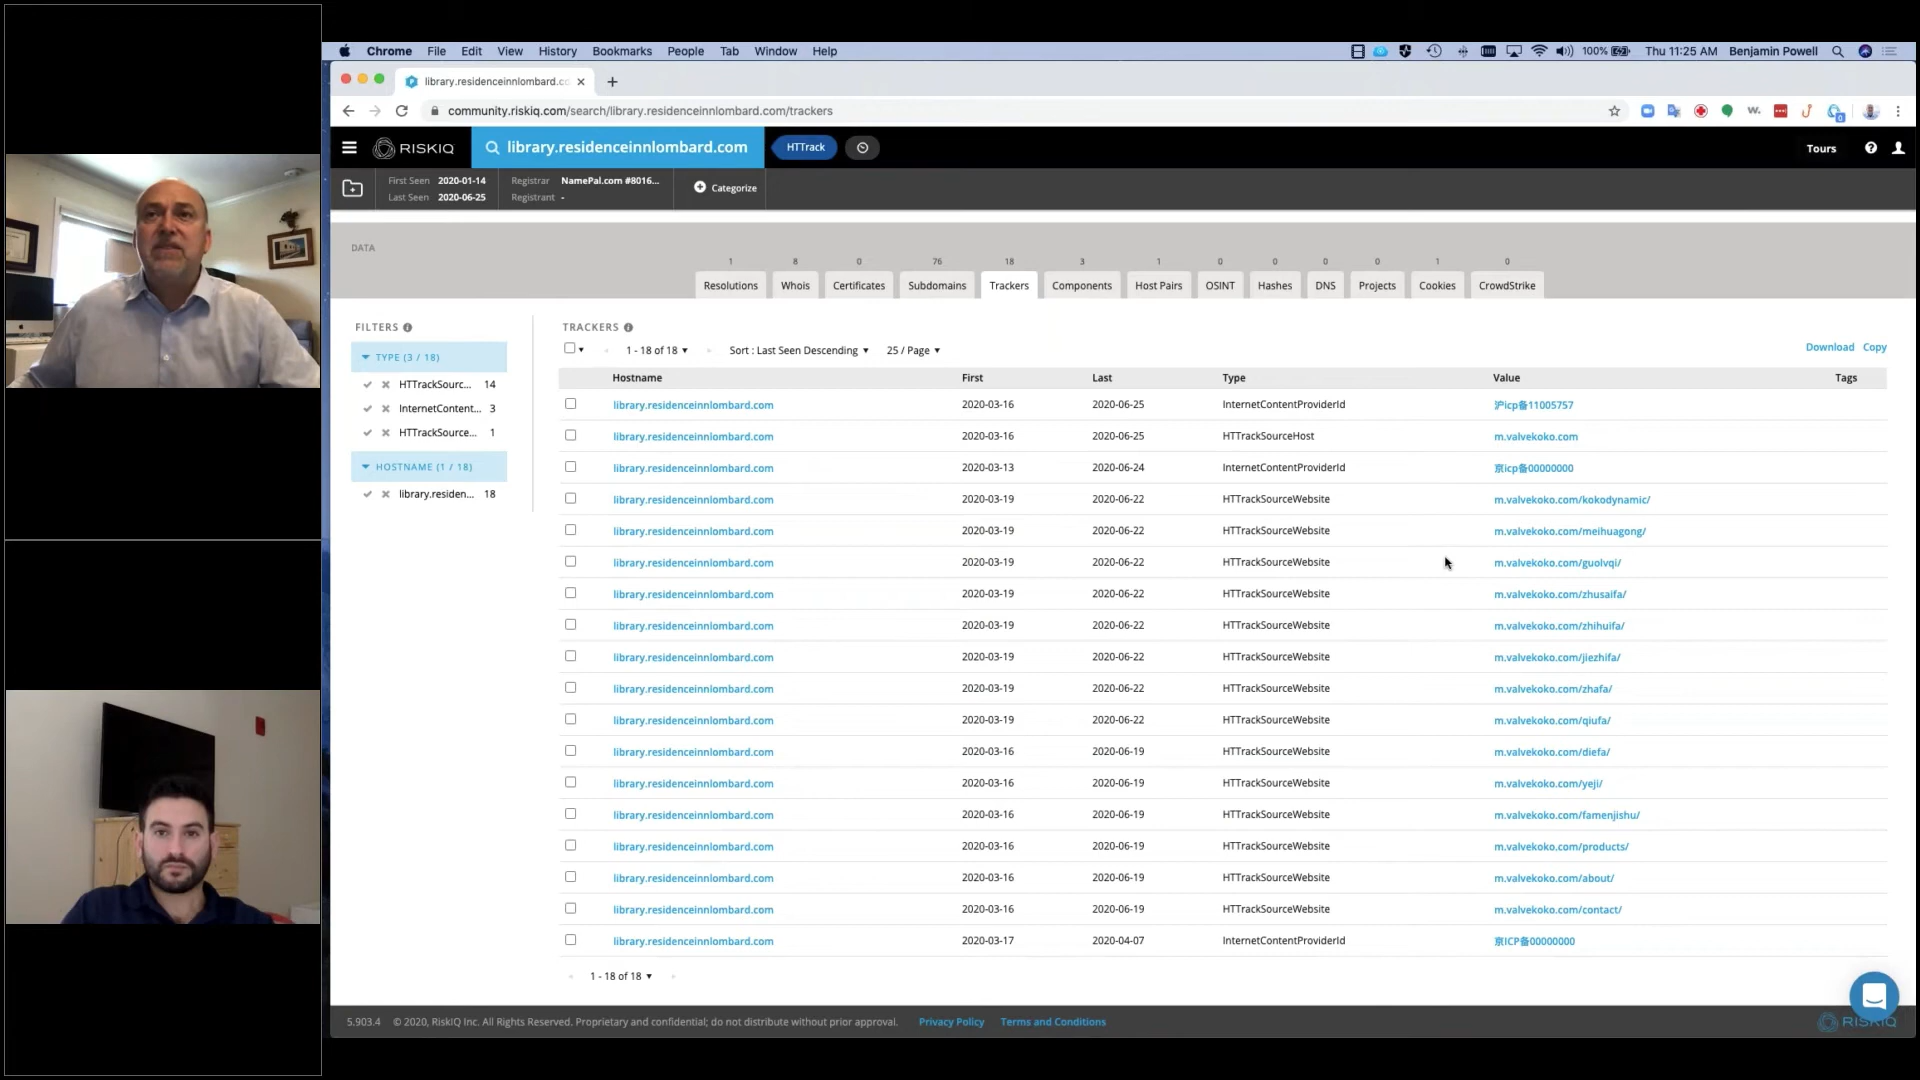 Chrome File Edit View History Bookmarks People Tab Window Help 100% Thu 11:25 AM Benjamin Powell
library.residenceinnlombard.co
community.riskiq.com/search/library.residenceinnlombard.com/trackers
RISKIQ library.residenceinnlombard.com HTTrack Tours
First Seen 2020-01-14 Registrar NamePal.com #8016... Categorize
Last Seen 2020-06-25 Registrant -
DATA
1 8 0 76 18 3 1 0 0 0 0 1 0
Resolutions Whois Certificates Subdomains Trackers Components Host Pairs OSINT Hashes DNS Projects Cookies CrowdStrike
FILTERS
TYPE (3 / 18)
HTTrackSourc... 14
InternetContent... 3
HTTrackSource... 1
HOSTNAME (1 / 18)
library.residen... 18
TRACKERS
1 - 18 of 18 Sort : Last Seen Descending 25 / Page Download Copy
Hostname First Last Type Value Tags
library.residenceinnlombard.com 2020-03-16 2020-06-25 InternetContentProviderId 沪icp备11005757
library.residenceinnlombard.com 2020-03-16 2020-06-25 HTTrackSourceHost m.valvekoko.com
library.residenceinnlombard.com 2020-03-13 2020-06-24 InternetContentProviderId 京icp备00000000
library.residenceinnlombard.com 2020-03-19 2020-06-22 HTTrackSourceWebsite m.valvekoko.com/kokodynamic/
library.residenceinnlombard.com 2020-03-19 2020-06-22 HTTrackSourceWebsite m.valvekoko.com/meihuagong/
library.residenceinnlombard.com 2020-03-19 2020-06-22 HTTrackSourceWebsite m.valvekoko.com/guolvqi/
library.residenceinnlombard.com 2020-03-19 2020-06-22 HTTrackSourceWebsite m.valvekoko.com/zhusaifa/
library.residenceinnlombard.com 2020-03-19 2020-06-22 HTTrackSourceWebsite m.valvekoko.com/zhihuifa/
library.residenceinnlombard.com 2020-03-19 2020-06-22 HTTrackSourceWebsite m.valvekoko.com/jiezhifa/
library.residenceinnlombard.com 2020-03-19 2020-06-22 HTTrackSourceWebsite m.valvekoko.com/zhafa/
library.residenceinnlombard.com 2020-03-19 2020-06-22 HTTrackSourceWebsite m.valvekoko.com/qiufa/
library.residenceinnlombard.com 2020-03-16 2020-06-19 HTTrackSourceWebsite m.valvekoko.com/diefa/
library.residenceinnlombard.com 2020-03-16 2020-06-19 HTTrackSourceWebsite m.valvekoko.com/yeji/
library.residenceinnlombard.com 2020-03-16 2020-06-19 HTTrackSourceWebsite m.valvekoko.com/famenjishu/
library.residenceinnlombard.com 2020-03-16 2020-06-19 HTTrackSourceWebsite m.valvekoko.com/products/
library.residenceinnlombard.com 2020-03-16 2020-06-19 HTTrackSourceWebsite m.valvekoko.com/about/
library.residenceinnlombard.com 2020-03-16 2020-06-19 HTTrackSourceWebsite m.valvekoko.com/contact/
library.residenceinnlombard.com 2020-03-17 2020-04-07 InternetContentProviderId 京ICP备00000000
1 - 18 of 18
5.903.4 © 2020, RiskIQ Inc. All Rights Reserved. Proprietary and confidential; do not distribute without prior approval. Privacy Policy Terms and Conditions RISKIQ